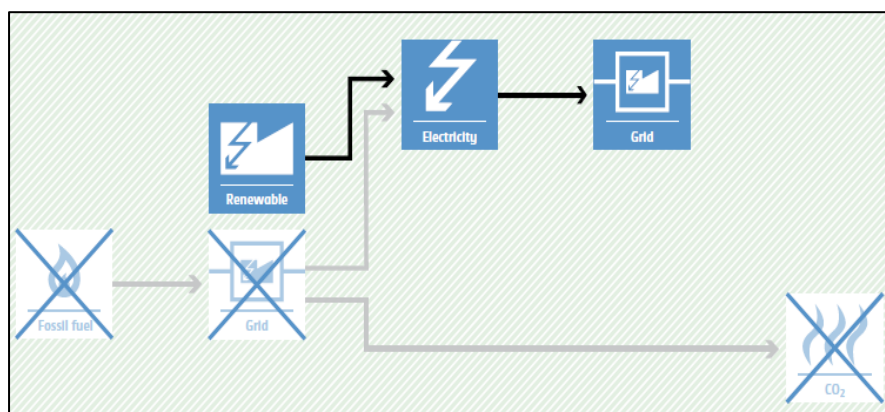 Electricity
Grid
Renewable
Fossil fuel
Grid
CO₂